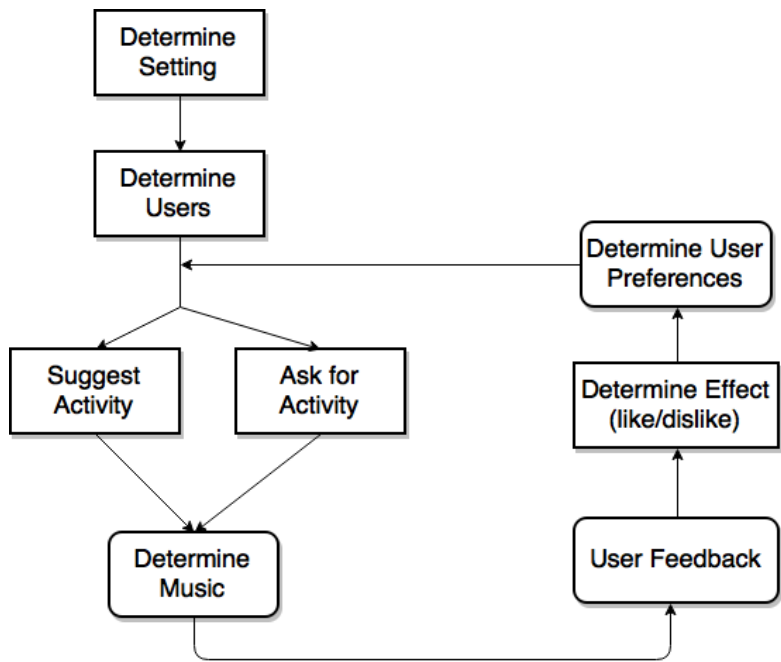 Determine
Setting
Determine
Users
Determine User
Preferences
Suggest
Activity
Ask for
Activity
Determine Effect
(like/dislike)
Determine
Music
User Feedback